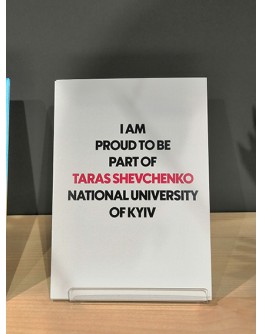 I AM
PROUD TO BE
PART OF
TARAS SHEVCHENKO
NATIONAL UNIVERSITY
OF KYIV